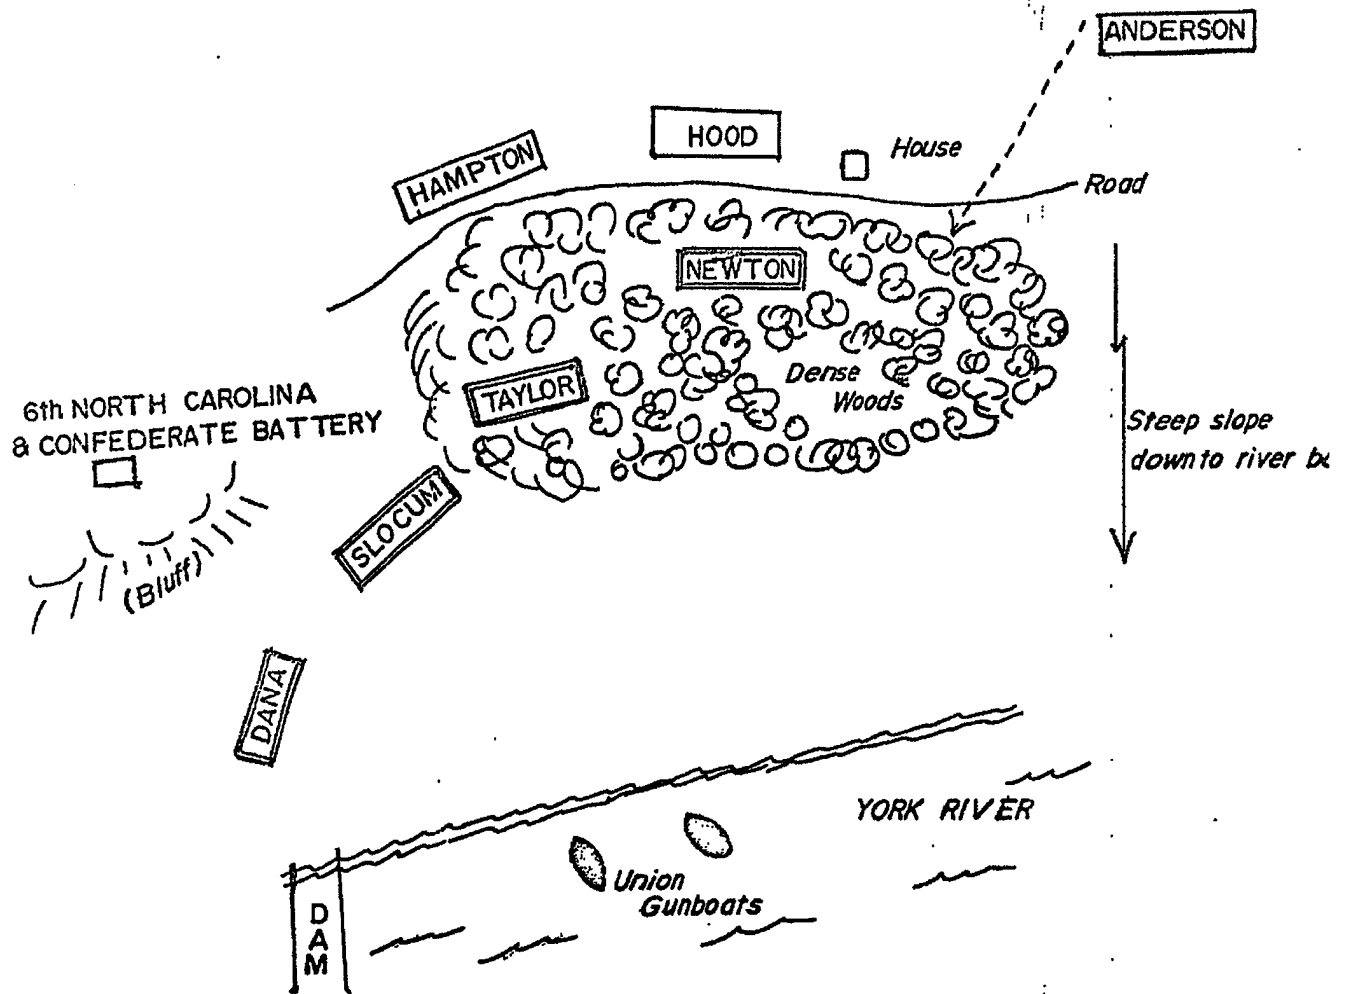 ANDERSON
HOOD
House
HAMPTON
Road
NEWTON
Dense
Woods
TAYLOR
6th NORTH CAROLINA
& CONFEDERATE BATTERY
Steep slope
down to river
SLOCUM
(Bluff)
DANA
YORK RIVER
Union
Gunboats
DAM